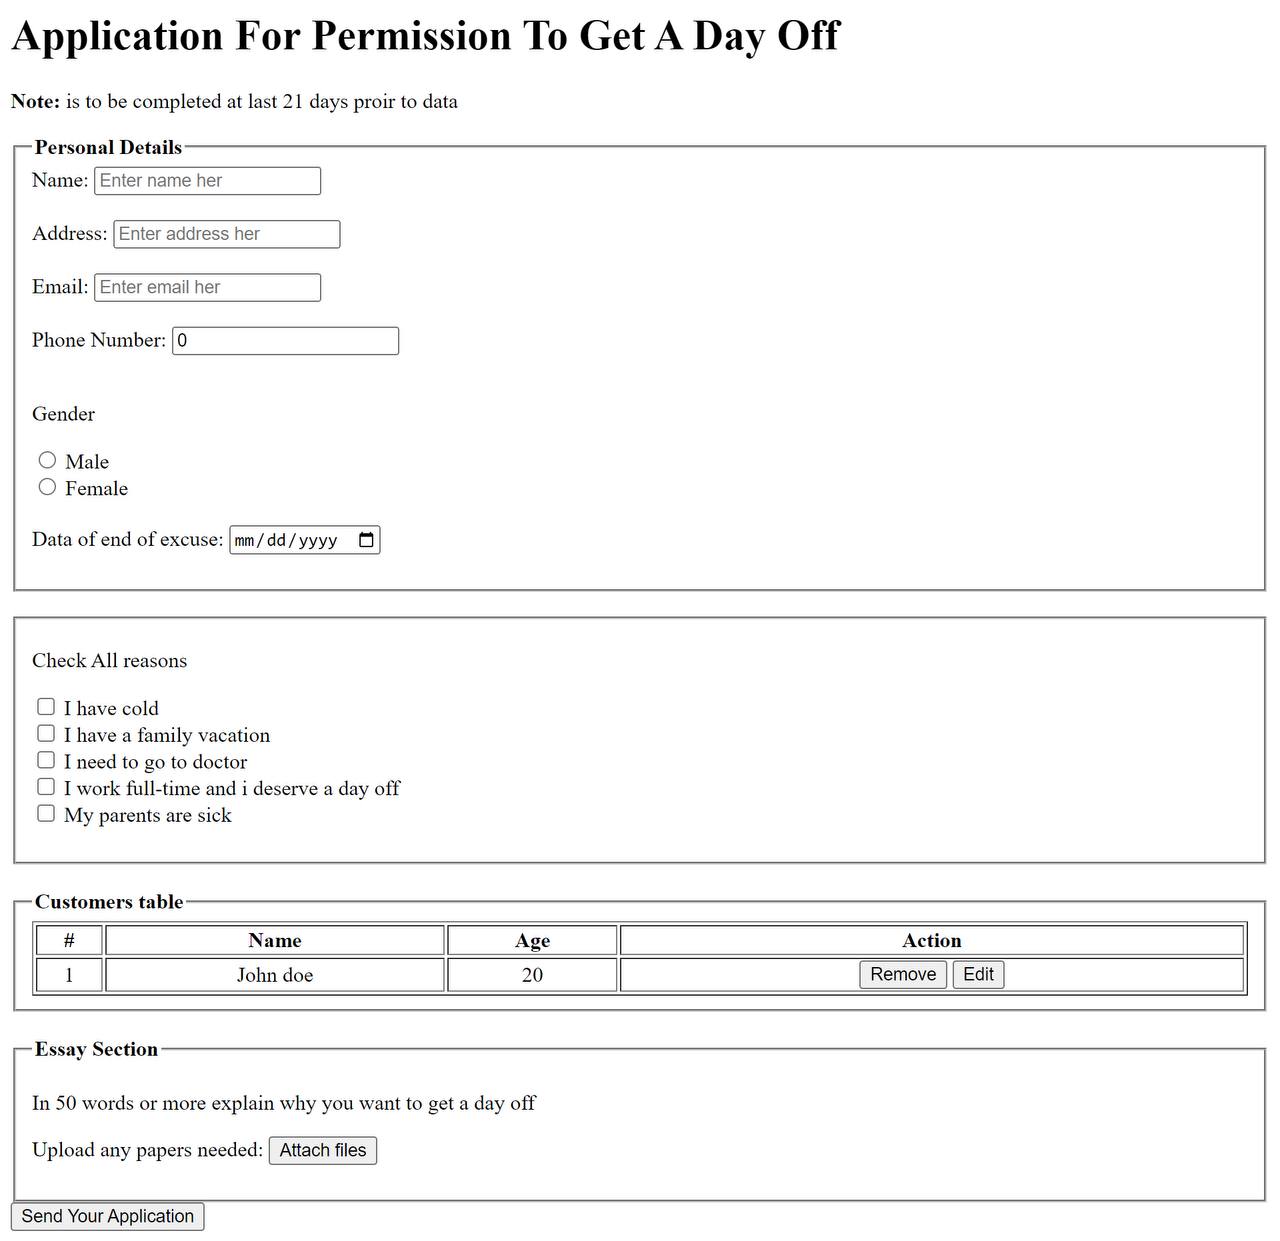 Application For Permission To Get A Day Off
Note: is to be completed at last 21 days proir to data
Personal Details
Name: Enter name her
Address: Enter address her
Email: Enter email her
Phone Number: 0
Gender
Male
Female
Data of end of excuse: mm/dd/yyyy
Check All reasons
I have cold
I have a family vacation
I need to go to doctor
I work full-time and i deserve a day off
My parents are sick
Customers table
# Name Age Action
1 John doe 20 Remove Edit
Essay Section
In 50 words or more explain why you want to get a day off
Upload any papers needed: Attach files
Send Your Application